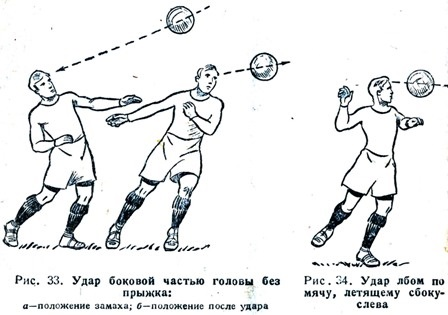 Рис. 33. Удар боковой частью головы без
прыжка:
а—положение замаха; б—положение после удара
Рис. 34. Удар лбом по
мячу, летящему сбоку-
слева